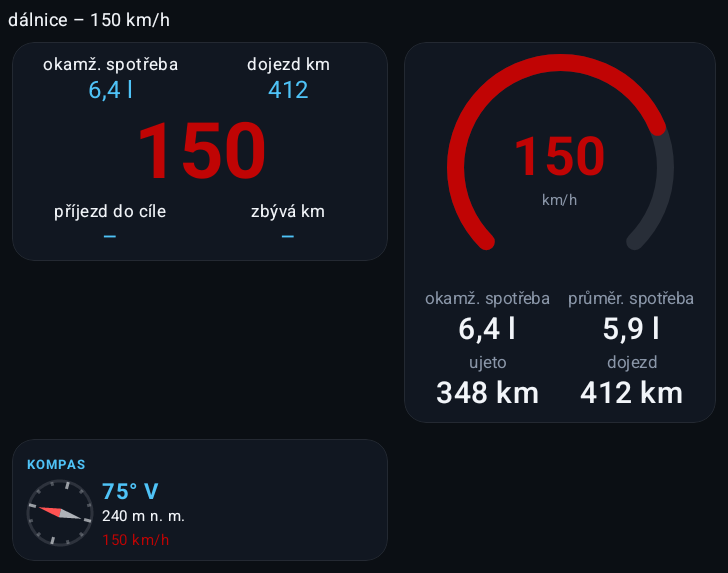 dálnice – 150 km/h
okamž. spotřeba
dojezd km
6,4 l
412
150
příjezd do cíle
zbývá km
–
–
150
km/h
okamž. spotřeba
průměr. spotřeba
6,4 l
5,9 l
ujeto
dojezd
348 km
412 km
KOMPAS
75° V
240 m n. m.
150 km/h